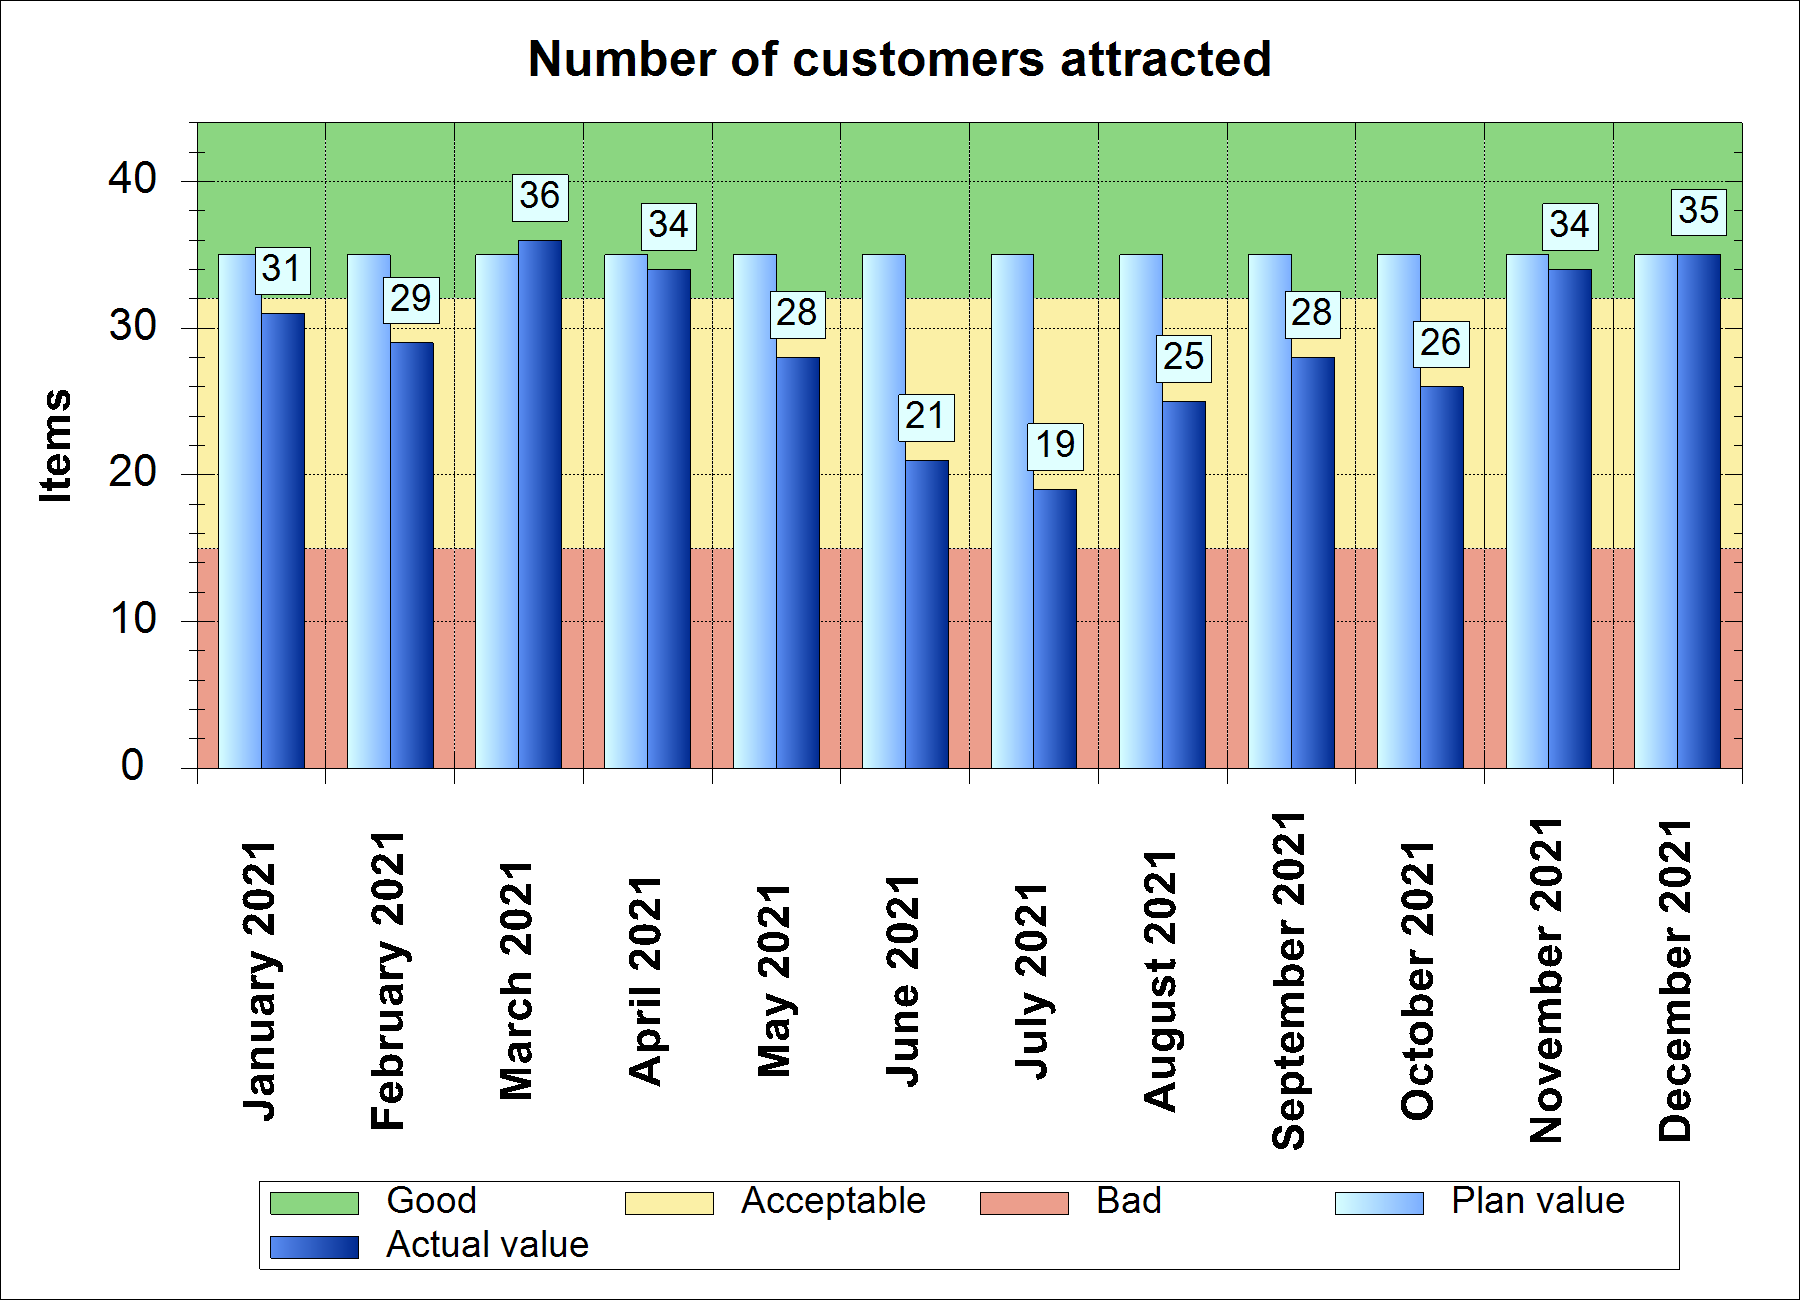 Number of customers attracted
Items
40
30
20
10
0
31
29
36
34
28
21
19
25
28
26
34
35
January 2021
February 2021
March 2021
April 2021
May 2021
June 2021
July 2021
August 2021
September 2021
October 2021
November 2021
December 2021
Good
Acceptable
Bad
Plan value
Actual value